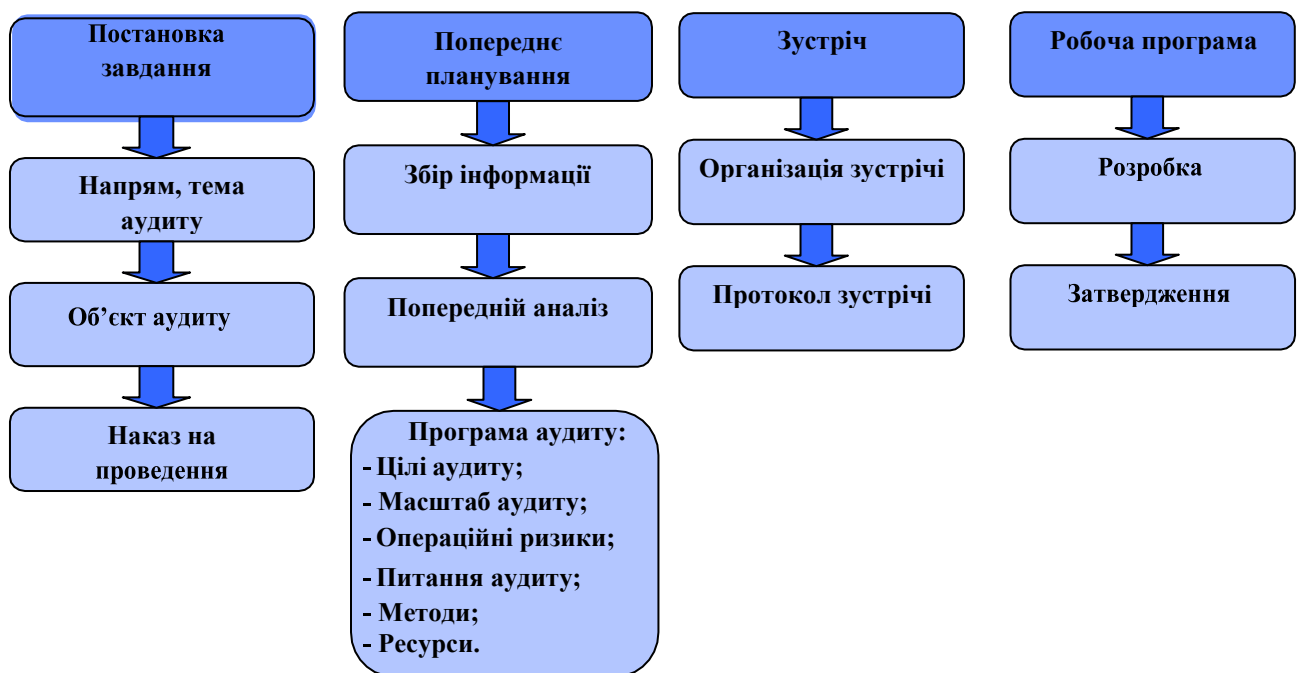 Постановка
завдання
Напрям, тема
аудиту
Об’єкт аудиту
Наказ на
проведення
Попереднє
планування
Збір інформації
Попередній аналіз
Програма аудиту:
- Цілі аудиту;
- Масштаб аудиту;
- Операційні ризики;
- Питання аудиту;
- Методи;
- Ресурси.
Зустріч
Організація зустрічі
Протокол зустрічі
Робоча програма
Розробка
Затвердження